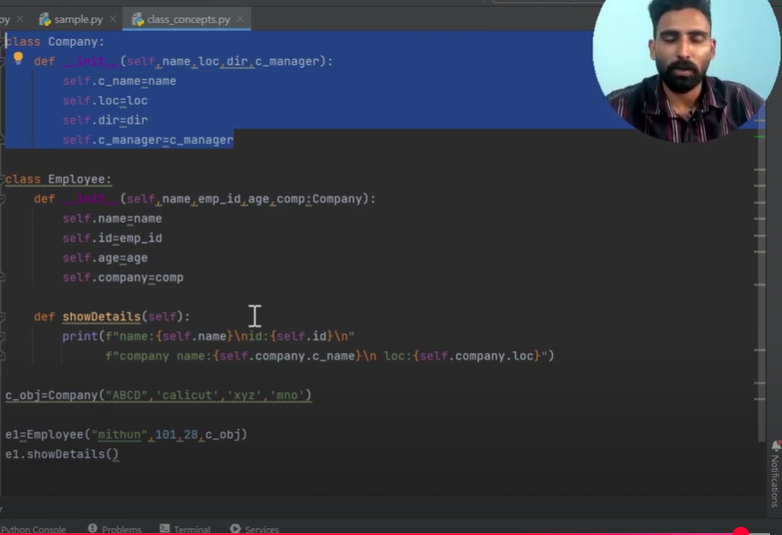 py
sample.py
class_concepts.py
class Company:
def __init__(self,name,loc,dir,c_manager):
self.c_name=name
self.loc=loc
self.dir=dir
self.c_manager=c_manager
class Employee:
def __init__(self,name,emp_id,age,comp:Company):
self.name=name
self.id=emp_id
self.age=age
self.company=comp
def showDetails(self):
print(f"name:{self.name}\nid:{self.id}\n"
f"company name:{self.company.c_name}\n loc:{self.company.loc}")
c_obj=Company("ABCD",'calicut','xyz','mno')
e1=Employee("mithun",101,28,c_obj)
e1.showDetails()
Notifications
Python Console
Problems
Terminal
Services